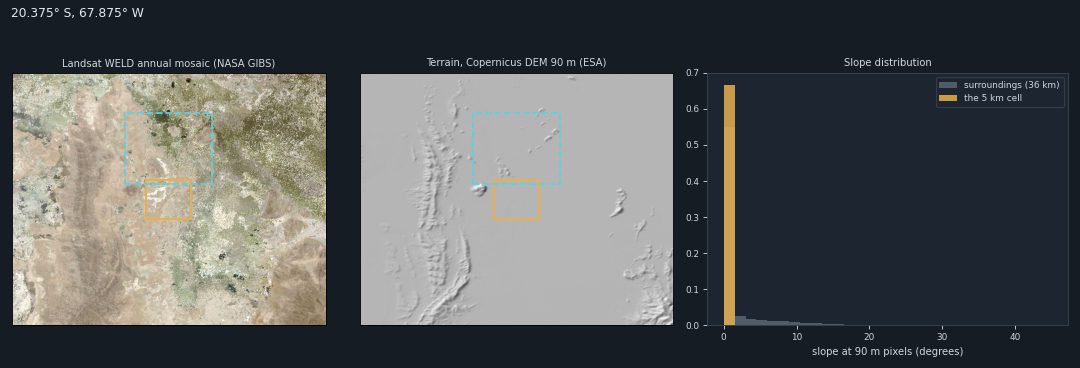 20.375° S, 67.875° W
Landsat WELD annual mosaic (NASA GIBS)
Terrain, Copernicus DEM 90 m (ESA)
Slope distribution
0.7
0.6
0.5
0.4
0.3
0.2
0.1
0.0
surroundings (36 km)
the 5 km cell
0 10 20 30 40
slope at 90 m pixels (degrees)